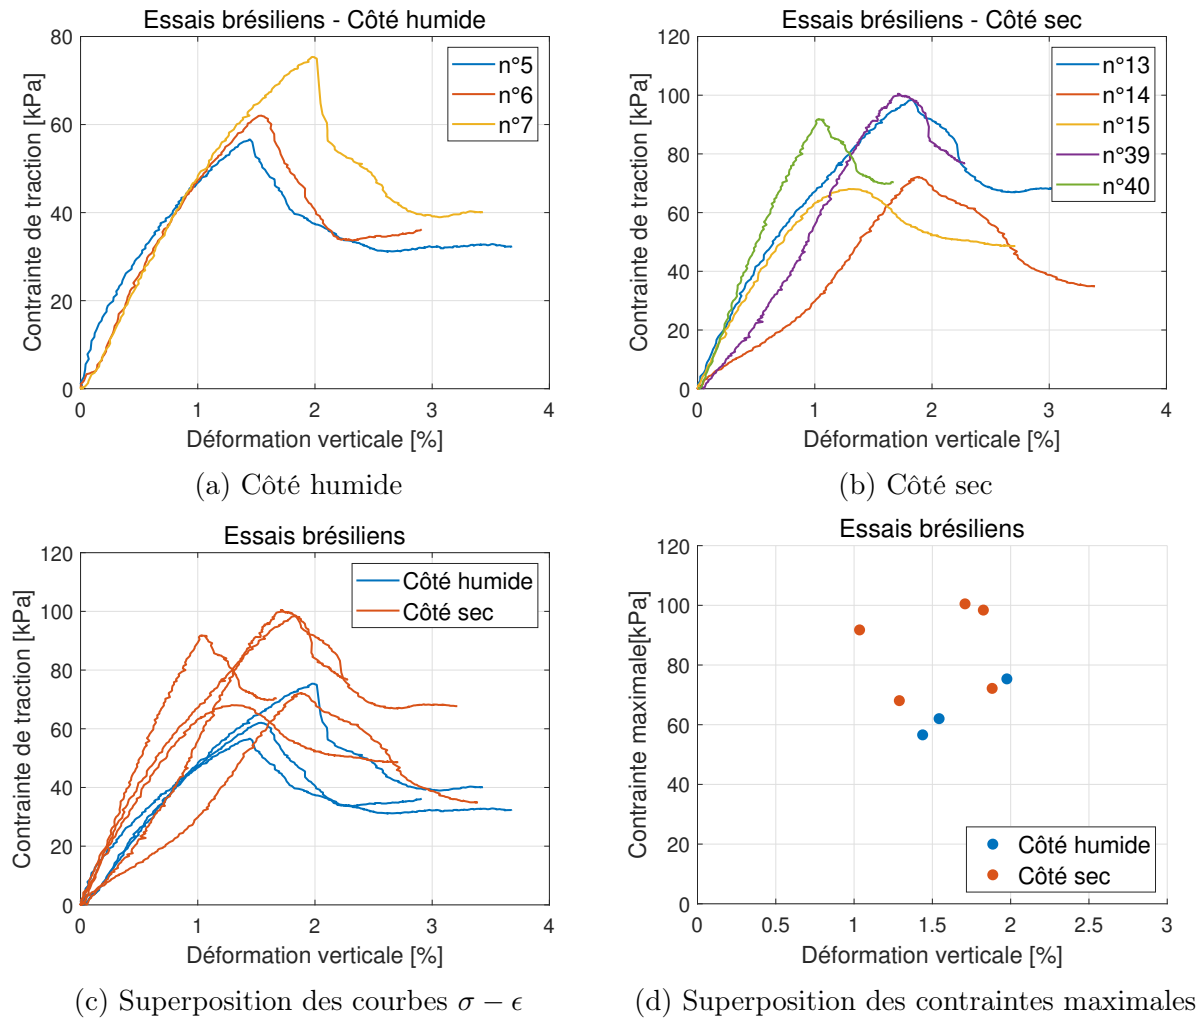 Essais brésiliens - Côté humide
80
60
40
20
0
0 1 2 3 4
Contrainte de traction [kPa]
Déformation verticale [%]
n°5
n°6
n°7
(a) Côté humide
Essais brésiliens - Côté sec
120
100
80
60
40
20
0
0 1 2 3 4
Contrainte de traction [kPa]
Déformation verticale [%]
n°13
n°14
n°15
n°39
n°40
(b) Côté sec
Essais brésiliens
120
100
80
60
40
20
0
0 1 2 3 4
Contrainte de traction [kPa]
Déformation verticale [%]
Côté humide
Côté sec
(c) Superposition des courbes σ − ϵ
Essais brésiliens
120
100
80
60
40
20
0
0 0.5 1 1.5 2 2.5 3
Contrainte maximale[kPa]
Déformation verticale [%]
Côté humide
Côté sec
(d) Superposition des contraintes maximales